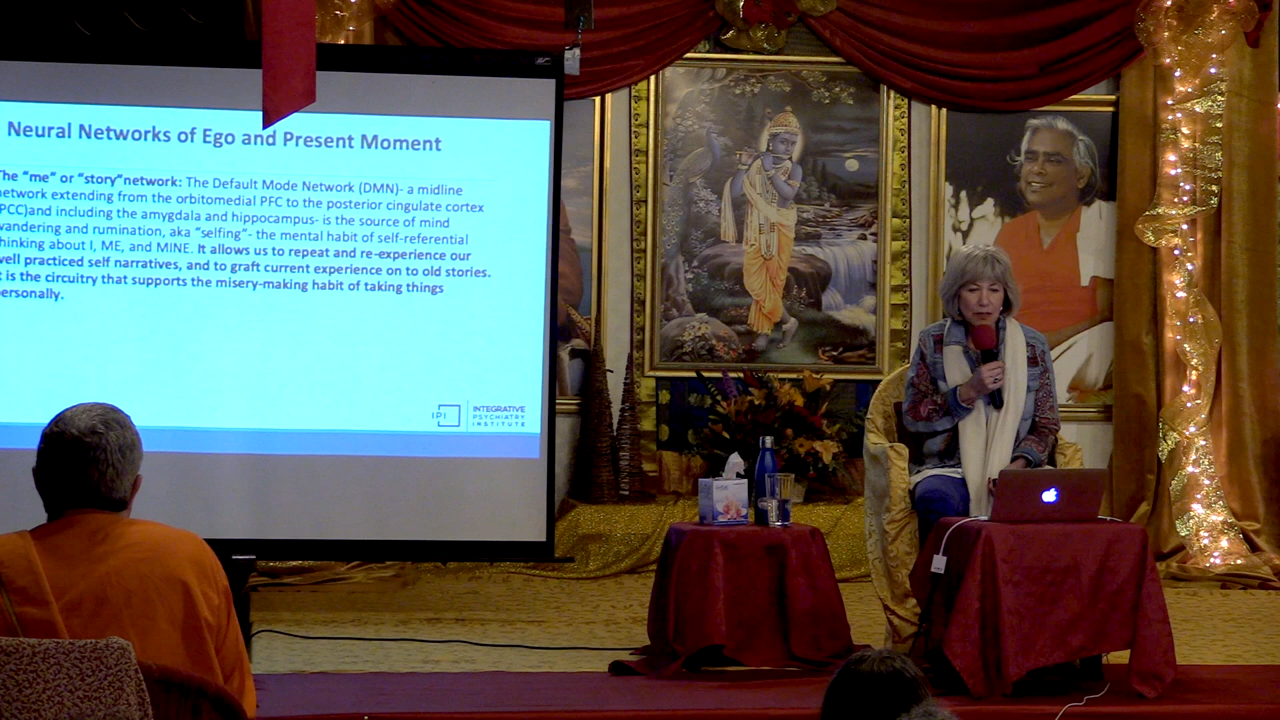 Neural Networks of Ego and Present Moment
The “me” or “story”network: The Default Mode Network (DMN)- a midline
network extending from the orbitomedial PFC to the posterior cingulate cortex
(PCC)and including the amygdala and hippocampus- is the source of mind
wandering and rumination, aka “selfing”- the mental habit of self-referential
thinking about I, ME, and MINE. It allows us to repeat and re-experience our
well practiced self narratives, and to graft current experience on to old stories.
It is the circuitry that supports the misery-making habit of taking things
personally.
IPI
INTEGRATIVE
PSYCHIATRY
INSTITUTE